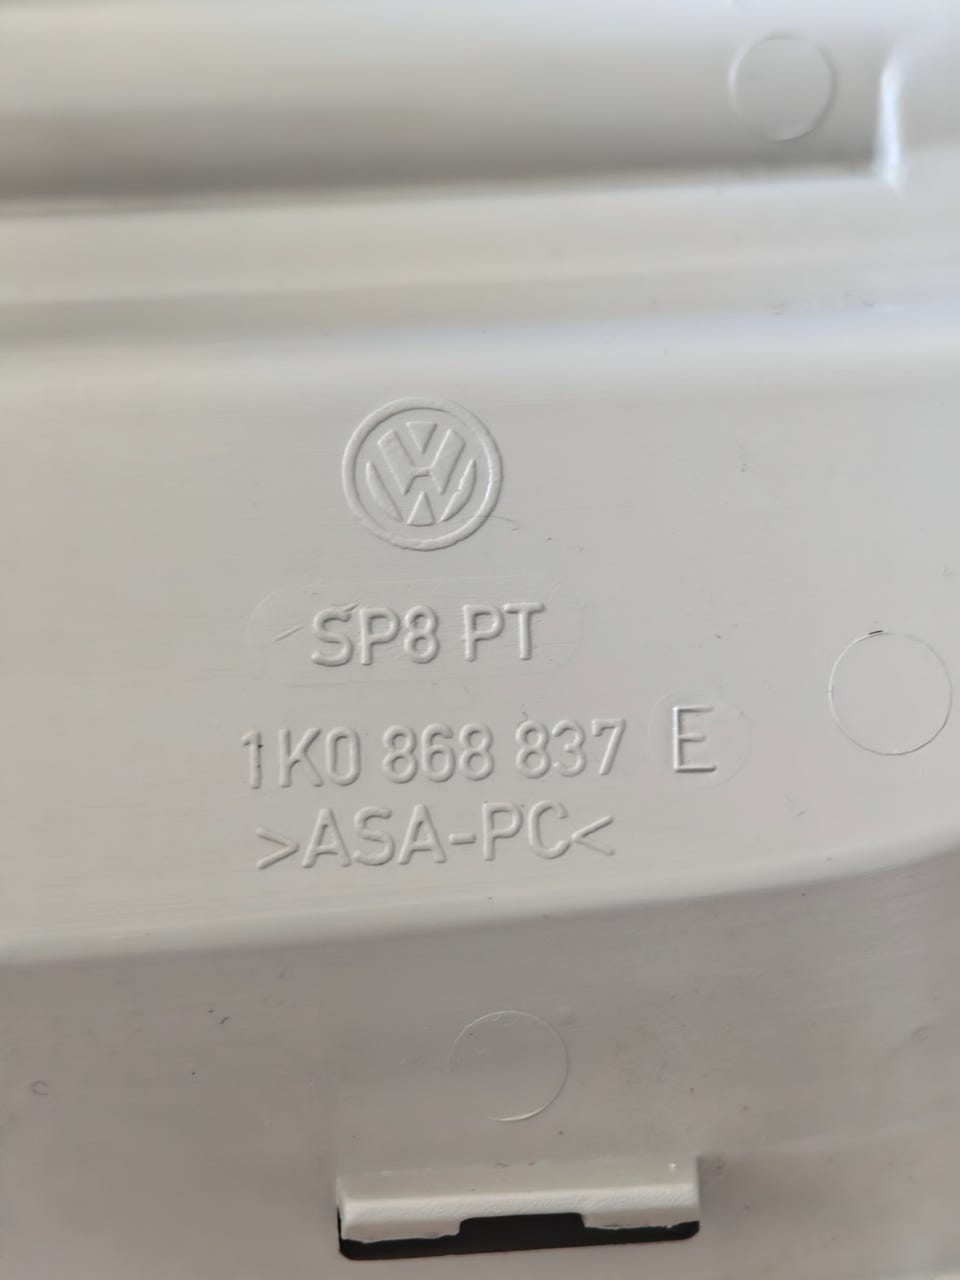 SP8 PT
1K0 868 837 E
>ASA-PC<